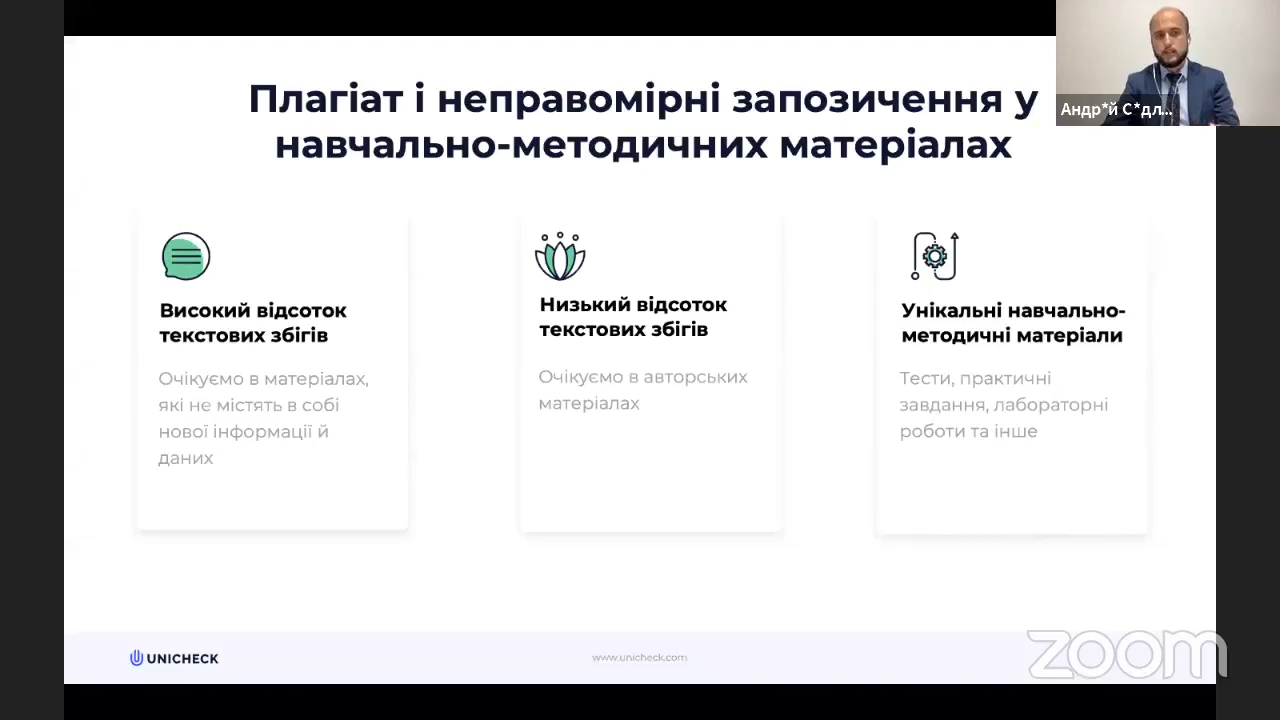 Плагіат і неправомірні запозичення у
навчально-методичних матеріалах
Андр*й С*дл...
Високий відсоток
текстових збігів
Очікуємо в матеріалах,
які не містять в собі
нової інформації й
даних
Низький відсоток
текстових збігів
Очікуємо в авторських
матеріалах
Унікальні навчально-
методичні матеріали
Тести, практичні
завдання, лабораторні
роботи та інше
UNICHECK
www.unicheck.com
zoom